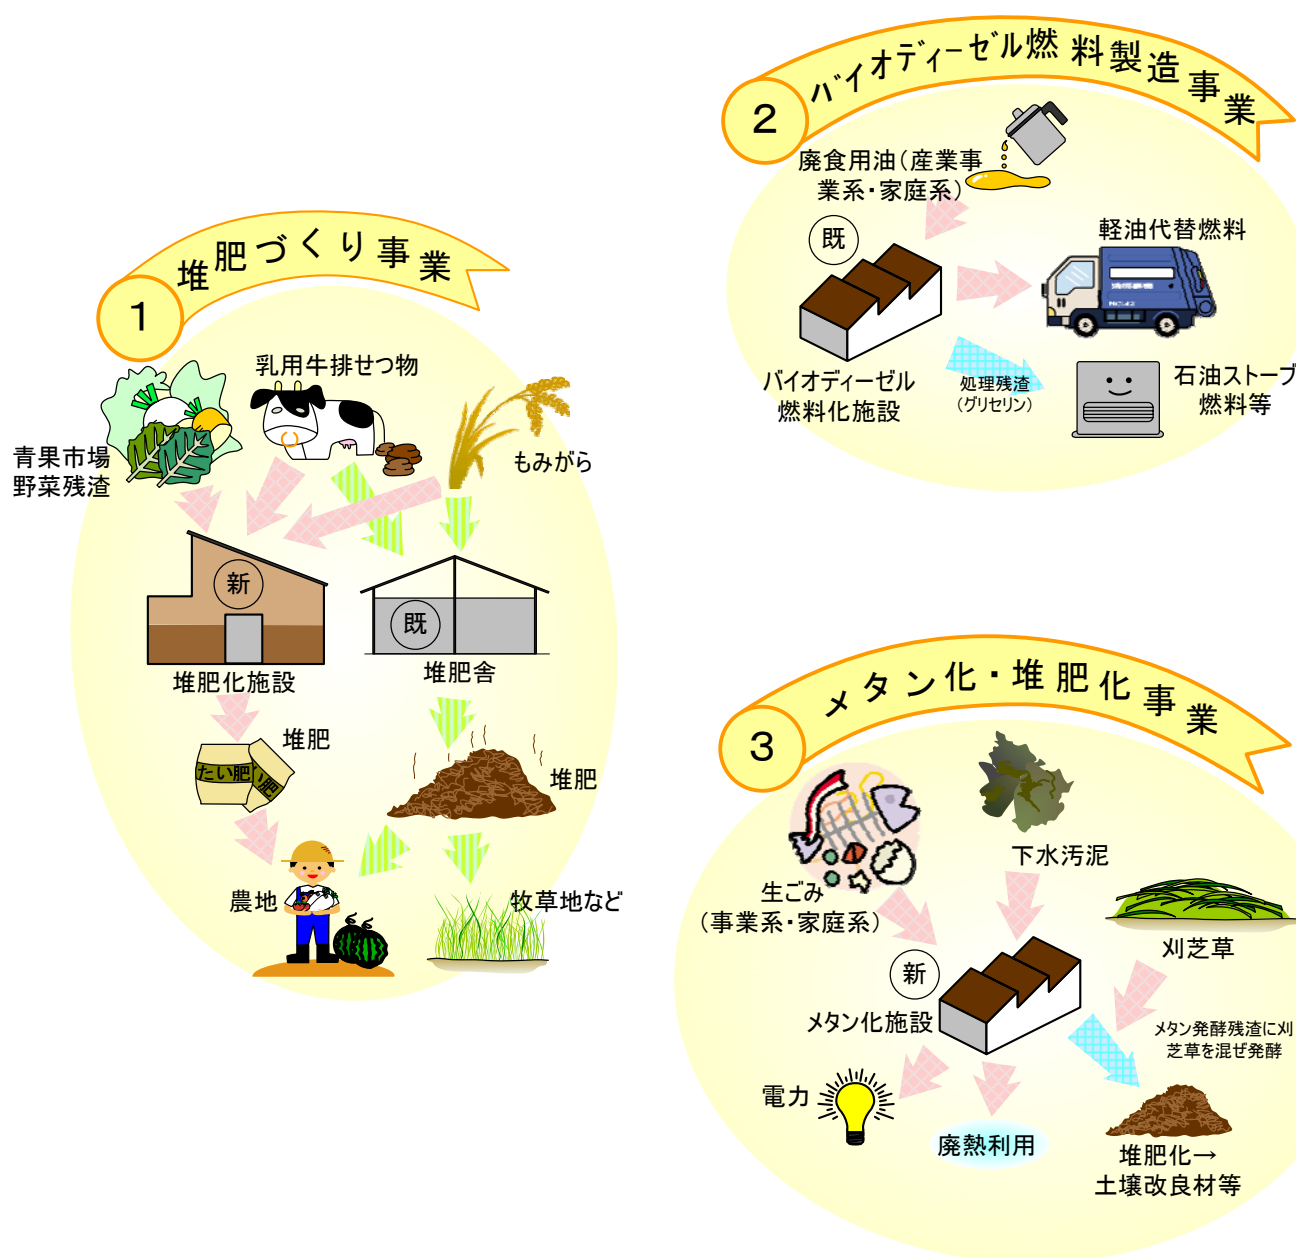 1
堆肥づくり事業
乳用牛排せつ物
青果市場
野菜残渣
もみがら
新
既
堆肥化施設
堆肥舎
堆肥
たい肥
い肥
堆肥
農地
牧草地など
2
バイオディーゼル燃料製造事業
廃食用油(産業事
業系・家庭系)
既
軽油代替燃料
バイオディーゼル
燃料化施設
処理残渣
(グリセリン)
石油ストーブ
燃料等
3
メタン化・堆肥化事業
下水汚泥
生ごみ
(事業系・家庭系)
刈芝草
新
メタン化施設
メタン発酵残渣に刈
芝草を混ぜ発酵
電力
廃熱利用
堆肥化→
土壌改良材等